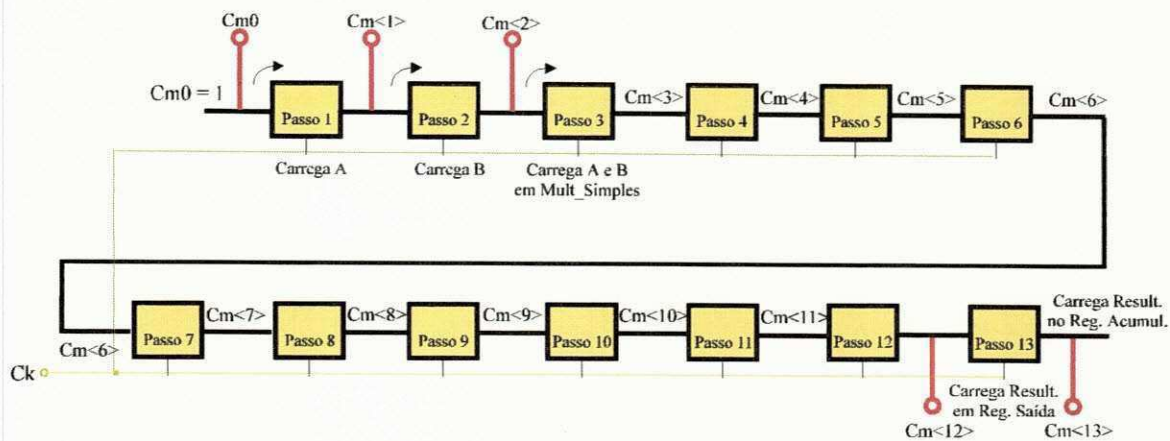 Cm0
Cm<1>
Cm<2>
Cm0 = 1
Passo 1
Passo 2
Passo 3
Cm<3>
Passo 4
Cm<4>
Passo 5
Cm<5>
Passo 6
Cm<6>
Carrega A
Carrega B
Carrega A e B
em Mult_Simples
Cm<6>
Passo 7
Cm<7>
Passo 8
Cm<8>
Passo 9
Cm<9>
Passo 10
Cm<10>
Passo 11
Cm<11>
Passo 12
Passo 13
Carrega Result.
no Reg. Acumul.
Ck
Carrega Result.
em Reg. Saída
Cm<12>
Cm<13>